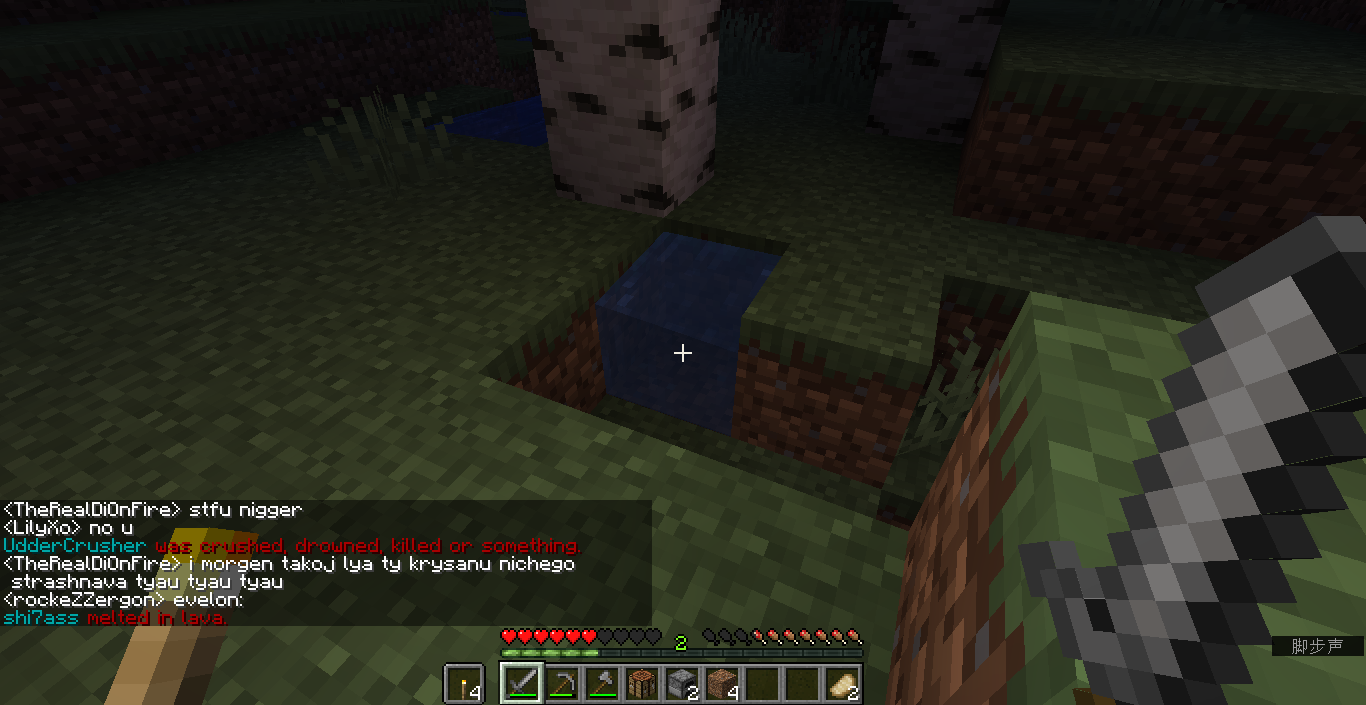 <TheRealDiOnFire> stfu nigger
<LilyXo> no u
UdderCrusher was crushed, drowned, killed or something.
<TheRealDiOnFire> i morgen takoj lya ty krysanu nichego
strashnava tyau tyau tyau
<rockeZZergon> evelon:
shi7ass melted in lava.
2
脚步声
4 2 4 2